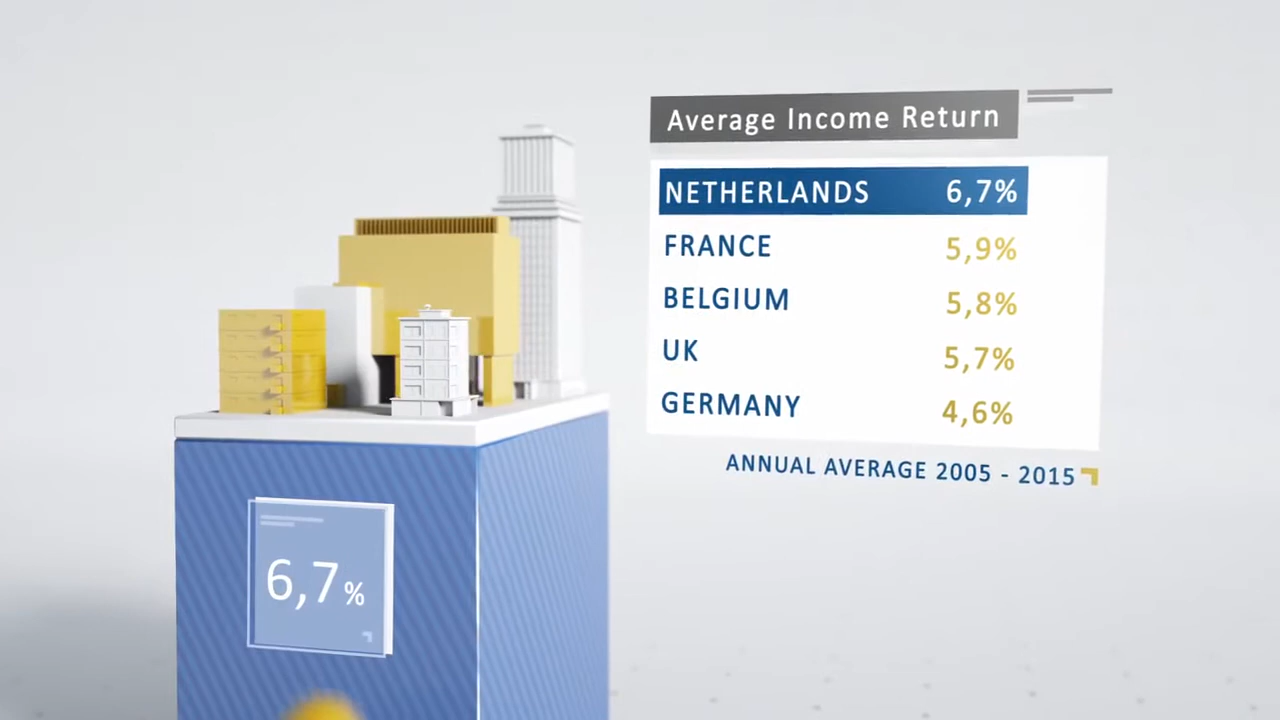 Average Income Return
NETHERLANDS 6,7%
FRANCE 5,9%
BELGIUM 5,8%
UK 5,7%
GERMANY 4,6%
ANNUAL AVERAGE 2005 - 2015
6,7%